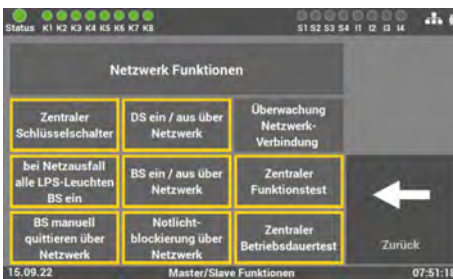 Status K1 K2 K3 K4 K5 K6 K7 K8 S1 S2 S3 S4 I1 I2 I3 I4
Netzwerk Funktionen
Zentraler
Schlüsselschalter
DS ein / aus über
Netzwerk
Überwachung
Netzwerk-
Verbindung
bei Netzausfall
alle LPS-Leuchten
BS ein
BS ein / aus über
Netzwerk
Zentraler
Funktionstest
BS manuell
quittieren über
Netzwerk
Notlicht-
blockierung über
Netzwerk
Zentraler
Betriebsdauertest
Zurück
15.09.22 Master/Slave Funktionen 07:51:18